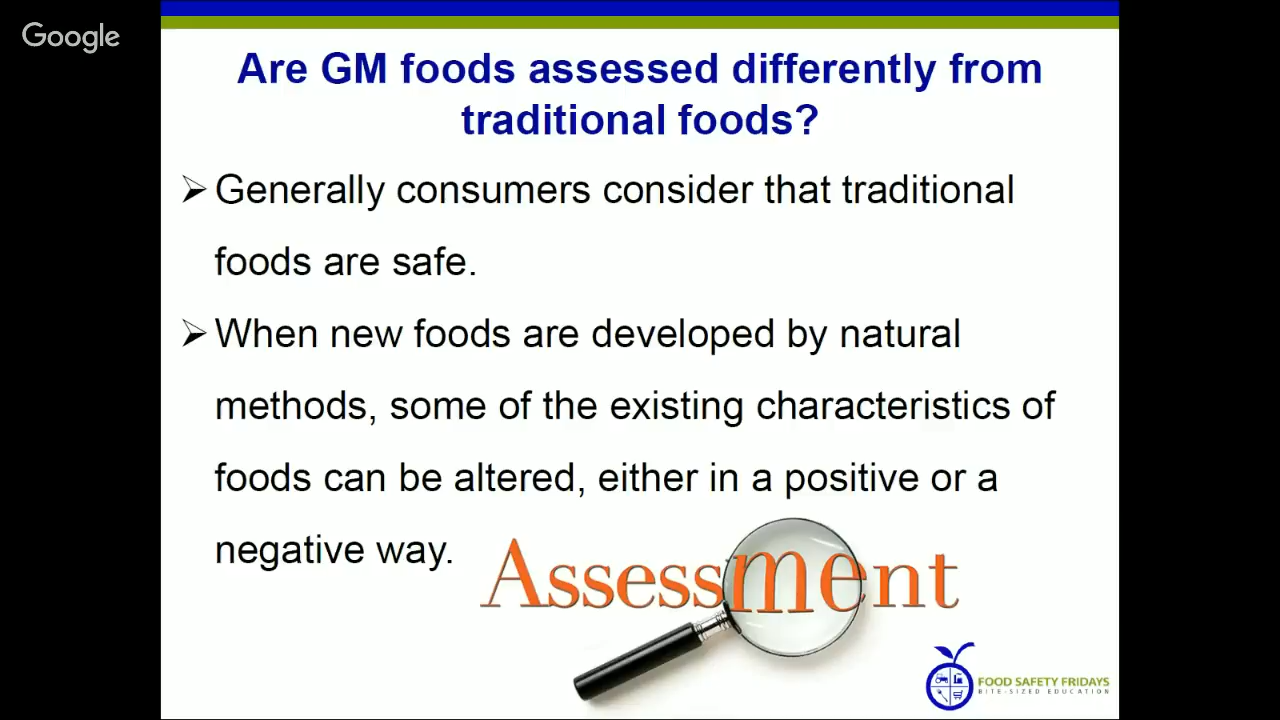 Google
Are GM foods assessed differently from
traditional foods?
➢ Generally consumers consider that traditional
foods are safe.
➢ When new foods are developed by natural
methods, some of the existing characteristics of
foods can be altered, either in a positive or a
negative way.
Assessment
FOOD SAFETY FRIDAYS
BITE-SIZED EDUCATION